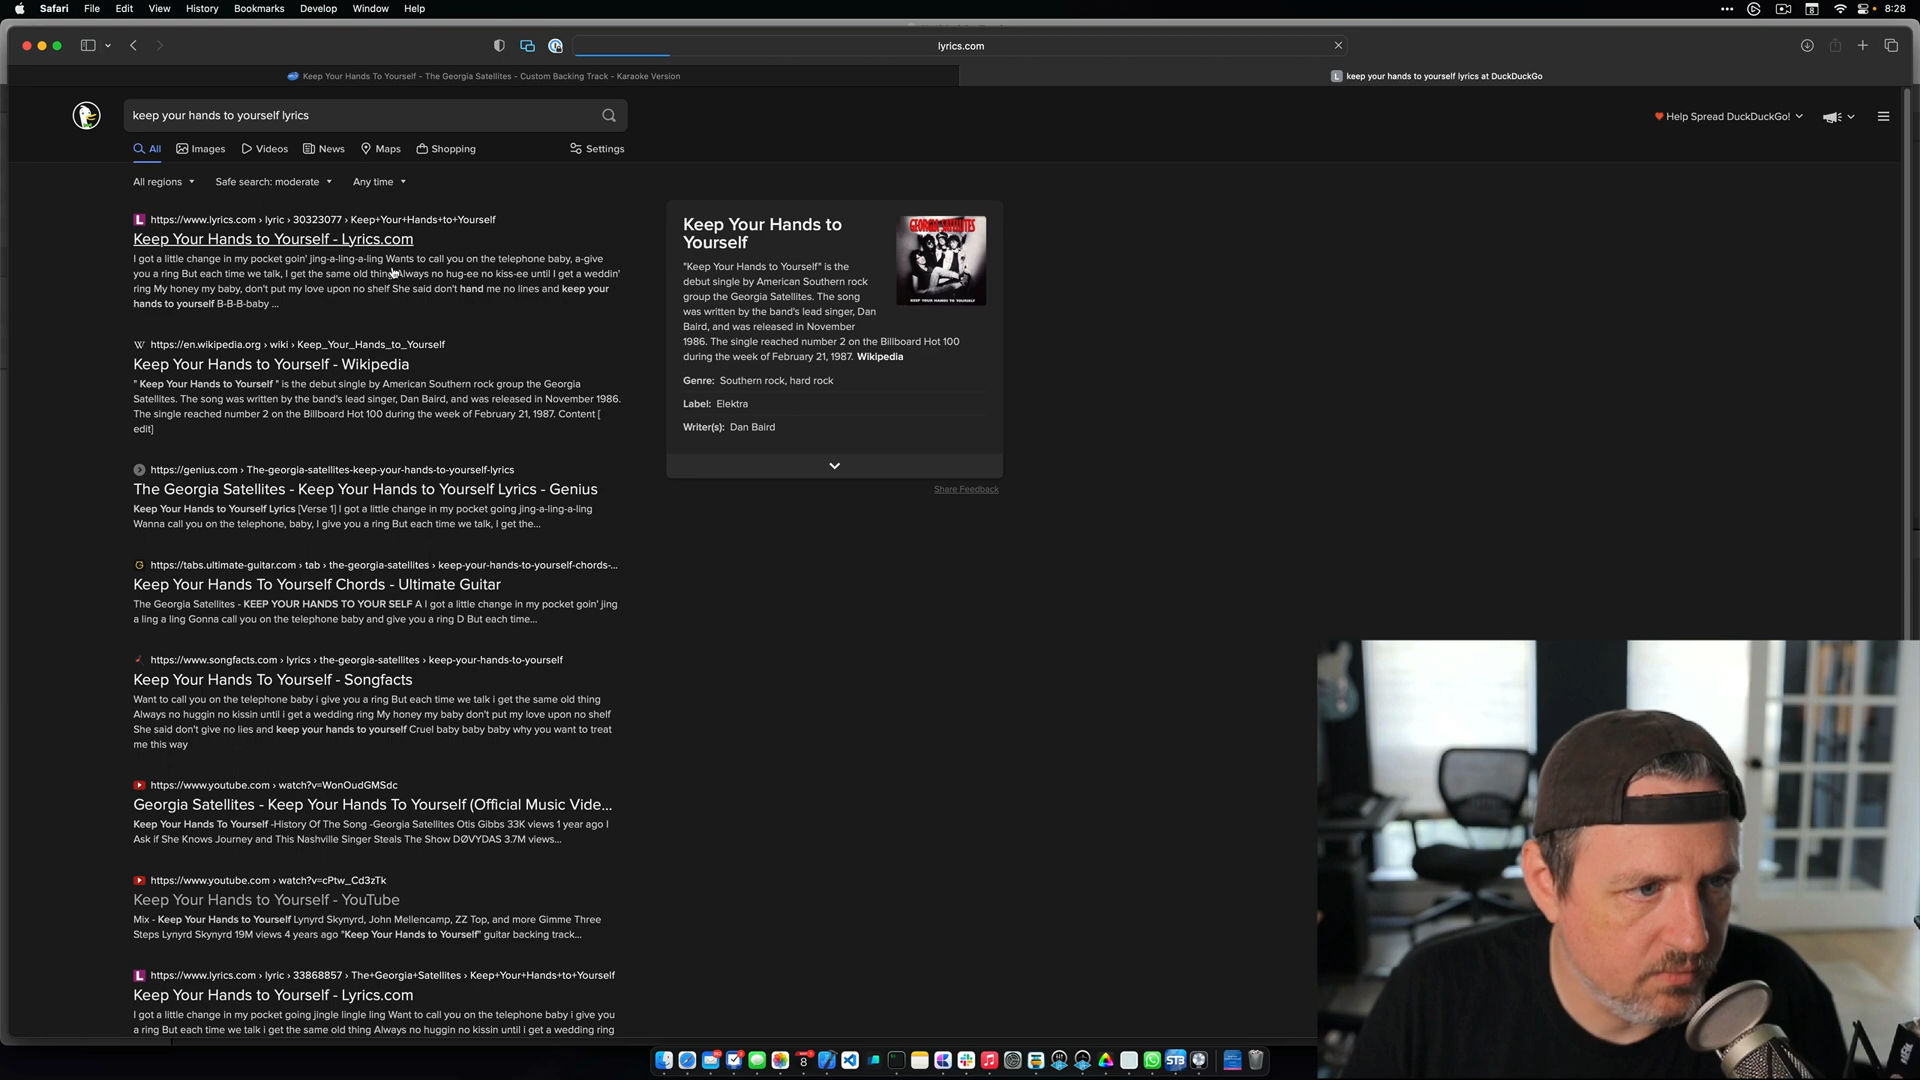 Safari File Edit View History Bookmarks Develop Window Help
8
8:28
lyrics.com
Keep Your Hands To Yourself - The Georgia Satellites - Custom Backing Track - Karaoke Version
L keep your hands to yourself lyrics at DuckDuckGo
keep your hands to yourself lyrics
Help Spread DuckDuckGo!
All Images Videos News Maps Shopping Settings
All regions Safe search: moderate Any time
L https://www.lyrics.com › lyric › 30323077 › Keep+Your+Hands+to+Yourself
Keep Your Hands to Yourself - Lyrics.com
I got a little change in my pocket goin' jing-a-ling-a-ling Wants to call you on the telephone baby, a-give
you a ring But each time we talk, I get the same old thing Always no hug-ee no kiss-ee until I get a weddin'
ring My honey my baby, don't put my love upon no shelf She said don't hand me no lines and keep your
hands to yourself B-B-B-baby ...
W https://en.wikipedia.org › wiki › Keep_Your_Hands_to_Yourself
Keep Your Hands to Yourself - Wikipedia
" Keep Your Hands to Yourself " is the debut single by American Southern rock group the Georgia
Satellites. The song was written by the band's lead singer, Dan Baird, and was released in November 1986.
The single reached number 2 on the Billboard Hot 100 during the week of February 21, 1987. Content [
edit]
https://genius.com › The-georgia-satellites-keep-your-hands-to-yourself-lyrics
The Georgia Satellites - Keep Your Hands to Yourself Lyrics - Genius
Keep Your Hands to Yourself Lyrics [Verse 1] I got a little change in my pocket going jing-a-ling-a-ling
Wanna call you on the telephone, baby, I give you a ring But each time we talk, I get the...
https://tabs.ultimate-guitar.com › tab › the-georgia-satellites › keep-your-hands-to-yourself-chords-...
Keep Your Hands To Yourself Chords - Ultimate Guitar
The Georgia Satellites - KEEP YOUR HANDS TO YOUR SELF A I got a little change in my pocket goin' jing
a ling a ling Gonna call you on the telephone baby and give you a ring D But each time...
https://www.songfacts.com › lyrics › the-georgia-satellites › keep-your-hands-to-yourself
Keep Your Hands To Yourself - Songfacts
Want to call you on the telephone baby i give you a ring But each time we talk i get the same old thing
Always no huggin no kissin until i get a wedding ring My honey my baby don't put my love upon no shelf
She said don't give no lies and keep your hands to yourself Cruel baby baby baby why you want to treat
me this way
https://www.youtube.com › watch?v=WonOudGMSdc
Georgia Satellites - Keep Your Hands To Yourself (Official Music Vide...
Keep Your Hands To Yourself -History Of The Song -Georgia Satellites Otis Gibbs 33K views 1 year ago I
Ask if She Knows Journey and This Nashville Singer Steals The Show DØVYDAS 3.7M views...
https://www.youtube.com › watch?v=cPtw_Cd3zTk
Keep Your Hands to Yourself - YouTube
Mix - Keep Your Hands to Yourself Lynyrd Skynyrd, John Mellencamp, ZZ Top, and more Gimme Three
Steps Lynyrd Skynyrd 19M views 4 years ago "Keep Your Hands to Yourself" guitar backing track...
L https://www.lyrics.com › lyric › 33868857 › The+Georgia+Satellites › Keep+Your+Hands+to+Yourself
Keep Your Hands to Yourself - Lyrics.com
I got a little change in my pocket going jingle lingle ling Want to call you on the telephone baby i give you
a ring But each time we talk i get the same old thing Always no huggin no kissin until i get a wedding ring
Keep Your Hands to
Yourself
GEORGIA SATELLITES
KEEP YOUR HANDS TO YOURSELF
"Keep Your Hands to Yourself" is the
debut single by American Southern rock
group the Georgia Satellites. The song
was written by the band's lead singer, Dan
Baird, and was released in November
1986. The single reached number 2 on the Billboard Hot 100
during the week of February 21, 1987. Wikipedia
Genre: Southern rock, hard rock
Label: Elektra
Writer(s): Dan Baird
Share Feedback
8
STB